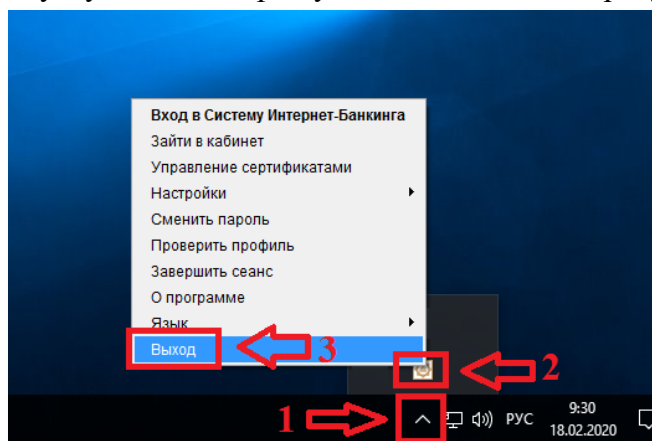 Вход в Систему Интернет-Банкинга
Зайти в кабинет
Управление сертификатами
Настройки
Сменить пароль
Проверить профиль
Завершить сеанс
О программе
Язык
Выход
3
2
1
РУС
9:30
18.02.2020